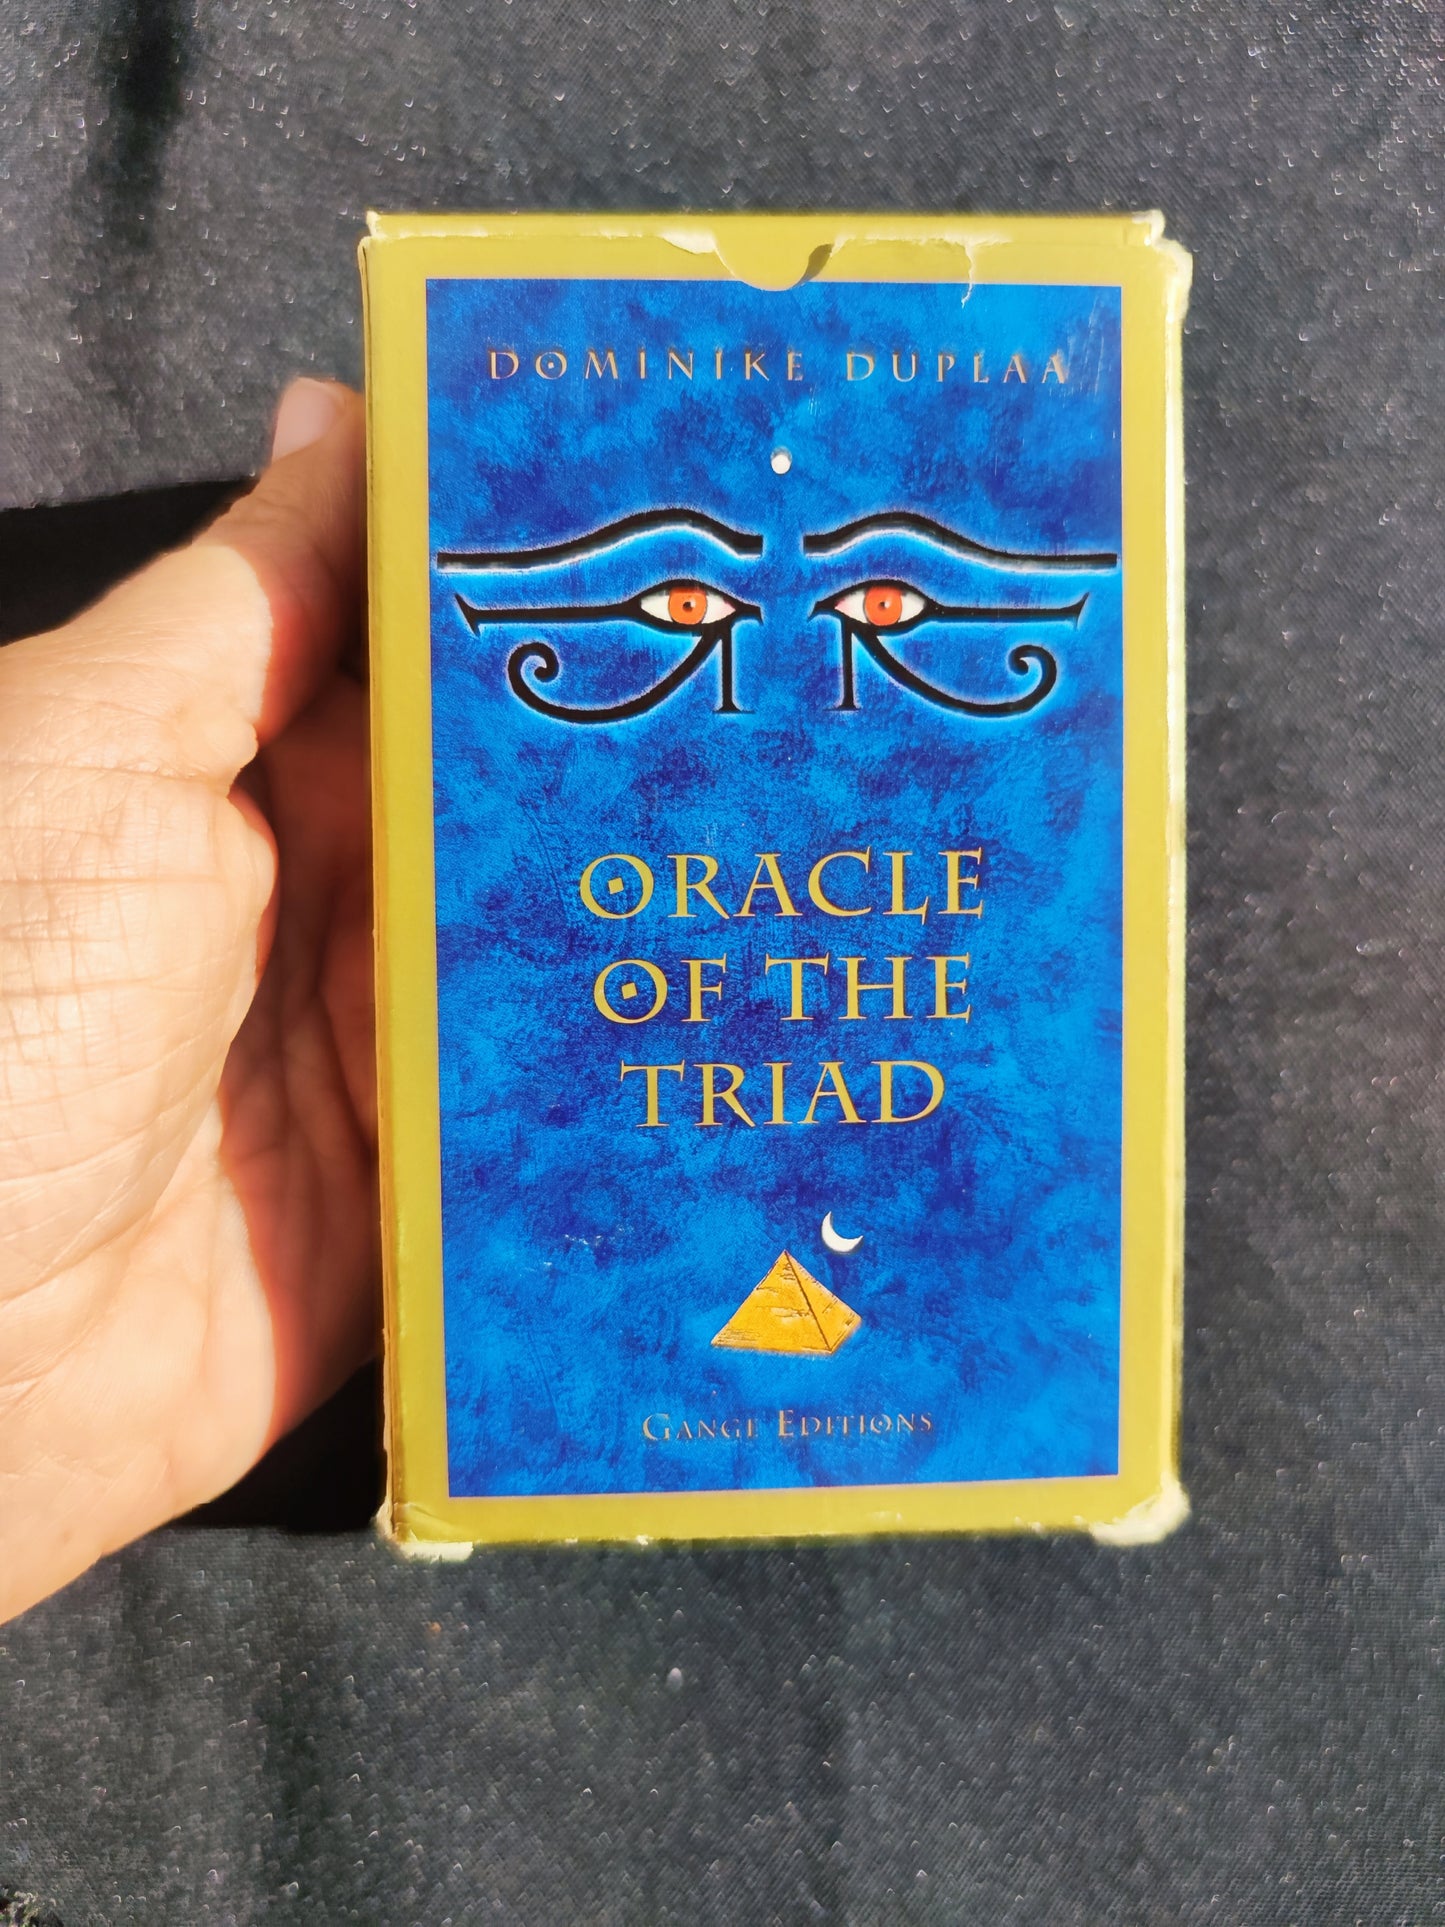 DOMINIKE DUPLAA
ORACLE
OF THE
TRIAD
GANGE EDITIONS